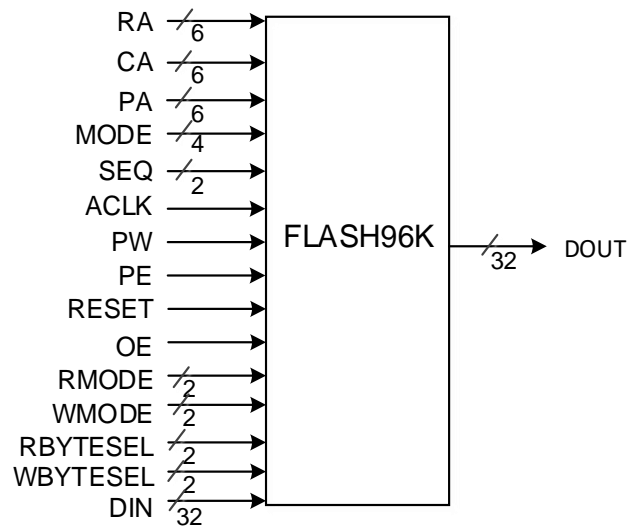 RA
6
CA
6
PA
6
MODE
4
SEQ
2
ACLK
PW
PE
RESET
OE
RMODE
2
WMODE
2
RBYTESEL
2
WBYTESEL
2
DIN
32
FLASH96K
32
DOUT